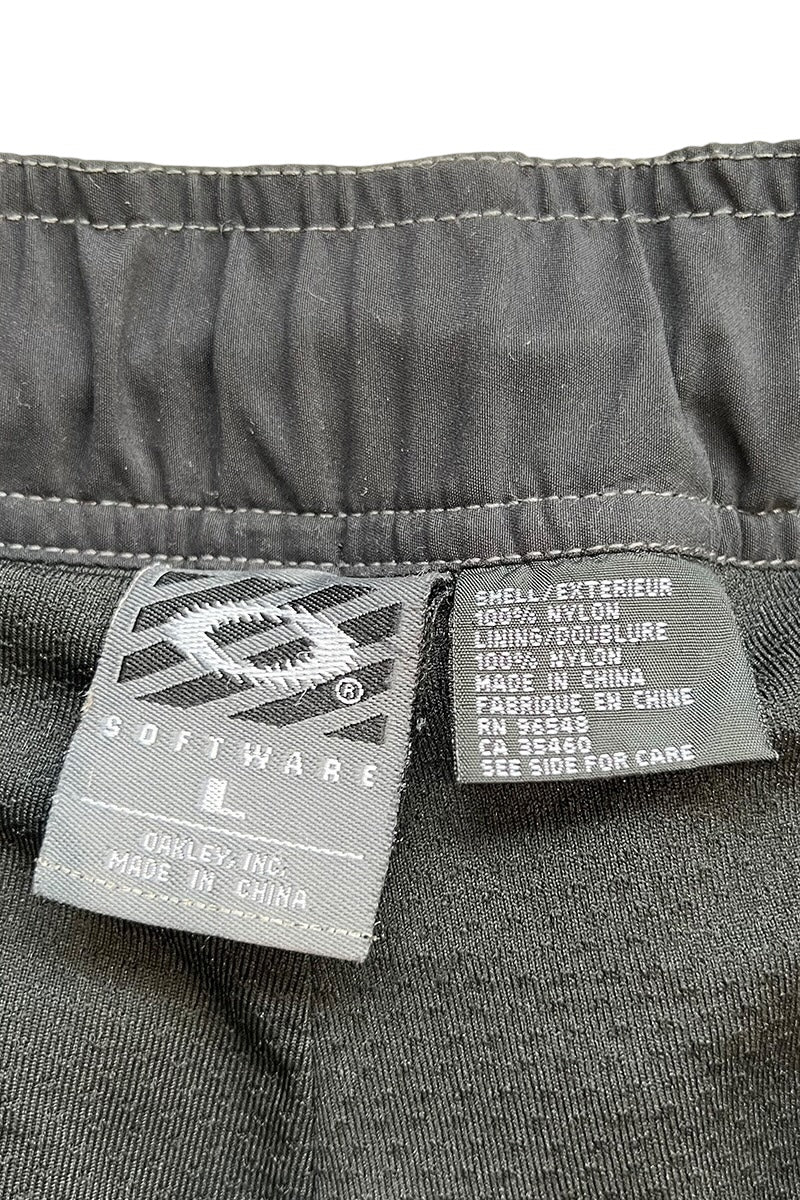 ®
SOFTWARE
L
OAKLEY, INC.
MADE IN CHINA
SHELL/EXTERIEUR
100% NYLON
LINING/DOUBLURE
100% NYLON
MADE IN CHINA
FABRIQUE EN CHINE
RN 96548
CA 35460
SEE SIDE FOR CARE